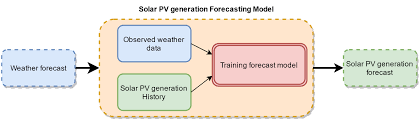 Solar PV generation Forecasting Model
Weather forecast
Observed weather
data
Solar PV generation
History
Training forecast model
Solar PV generation
forecast